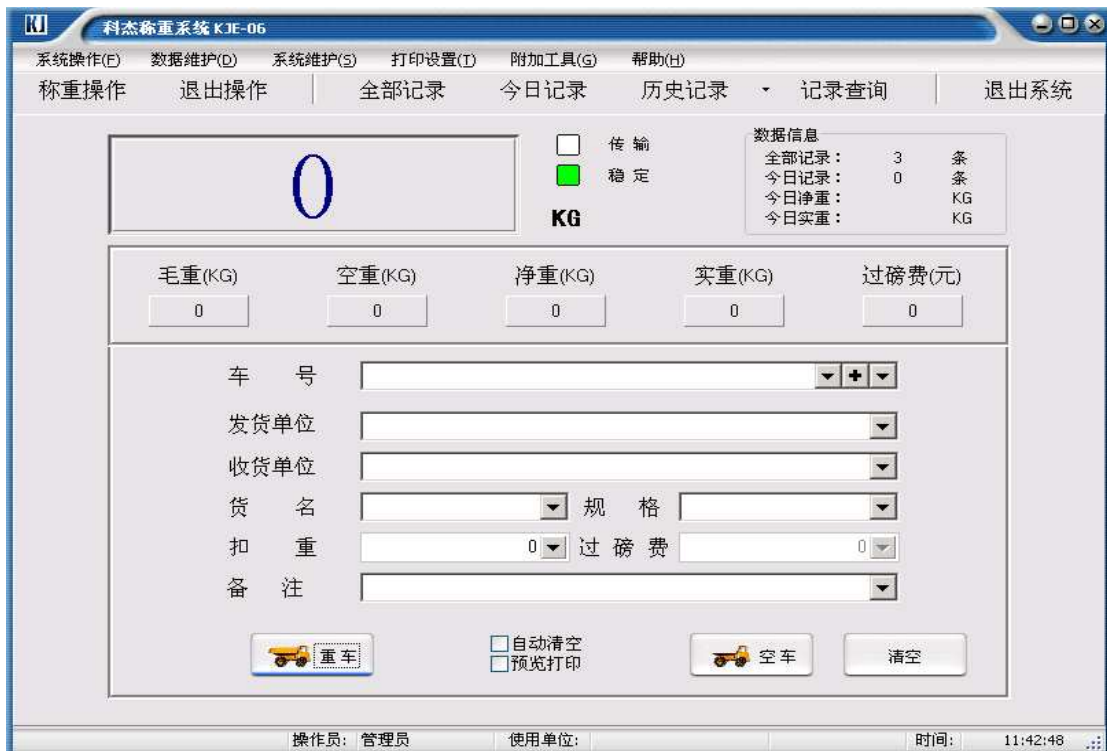 KJ 科杰称重系统 KJE-06
系统操作(F) 数据维护(D) 系统维护(S) 打印设置(T) 附加工具(G) 帮助(H)
称重操作 退出操作 全部记录 今日记录 历史记录 记录查询 退出系统
0
传 输
稳 定
KG
数据信息
全部记录: 3 条
今日记录: 0 条
今日净重: KG
今日实重: KG
毛重(KG) 空重(KG) 净重(KG) 实重(KG) 过磅费(元)
0 0 0 0 0
车 号
发货单位
收货单位
货 名 规 格
扣 重 0 过 磅 费 0
备 注
重车 自动清空 空车 清空
预览打印
操作员: 管理员 使用单位: 时间: 11:42:48